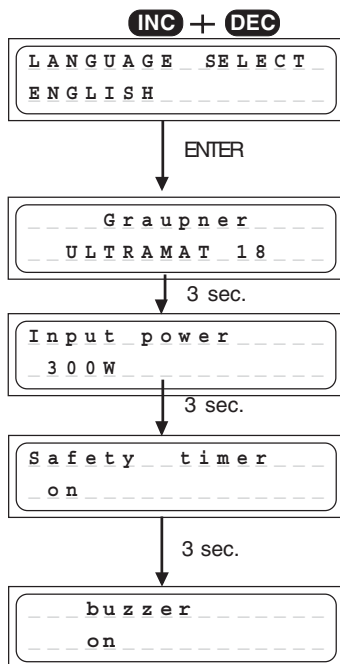 INC + DEC
LANGUAGE SELECT
ENGLISH
ENTER
Graupner
ULTRAMAT 18
3 sec.
Input power
300W
3 sec.
Safety timer
on
3 sec.
buzzer
on